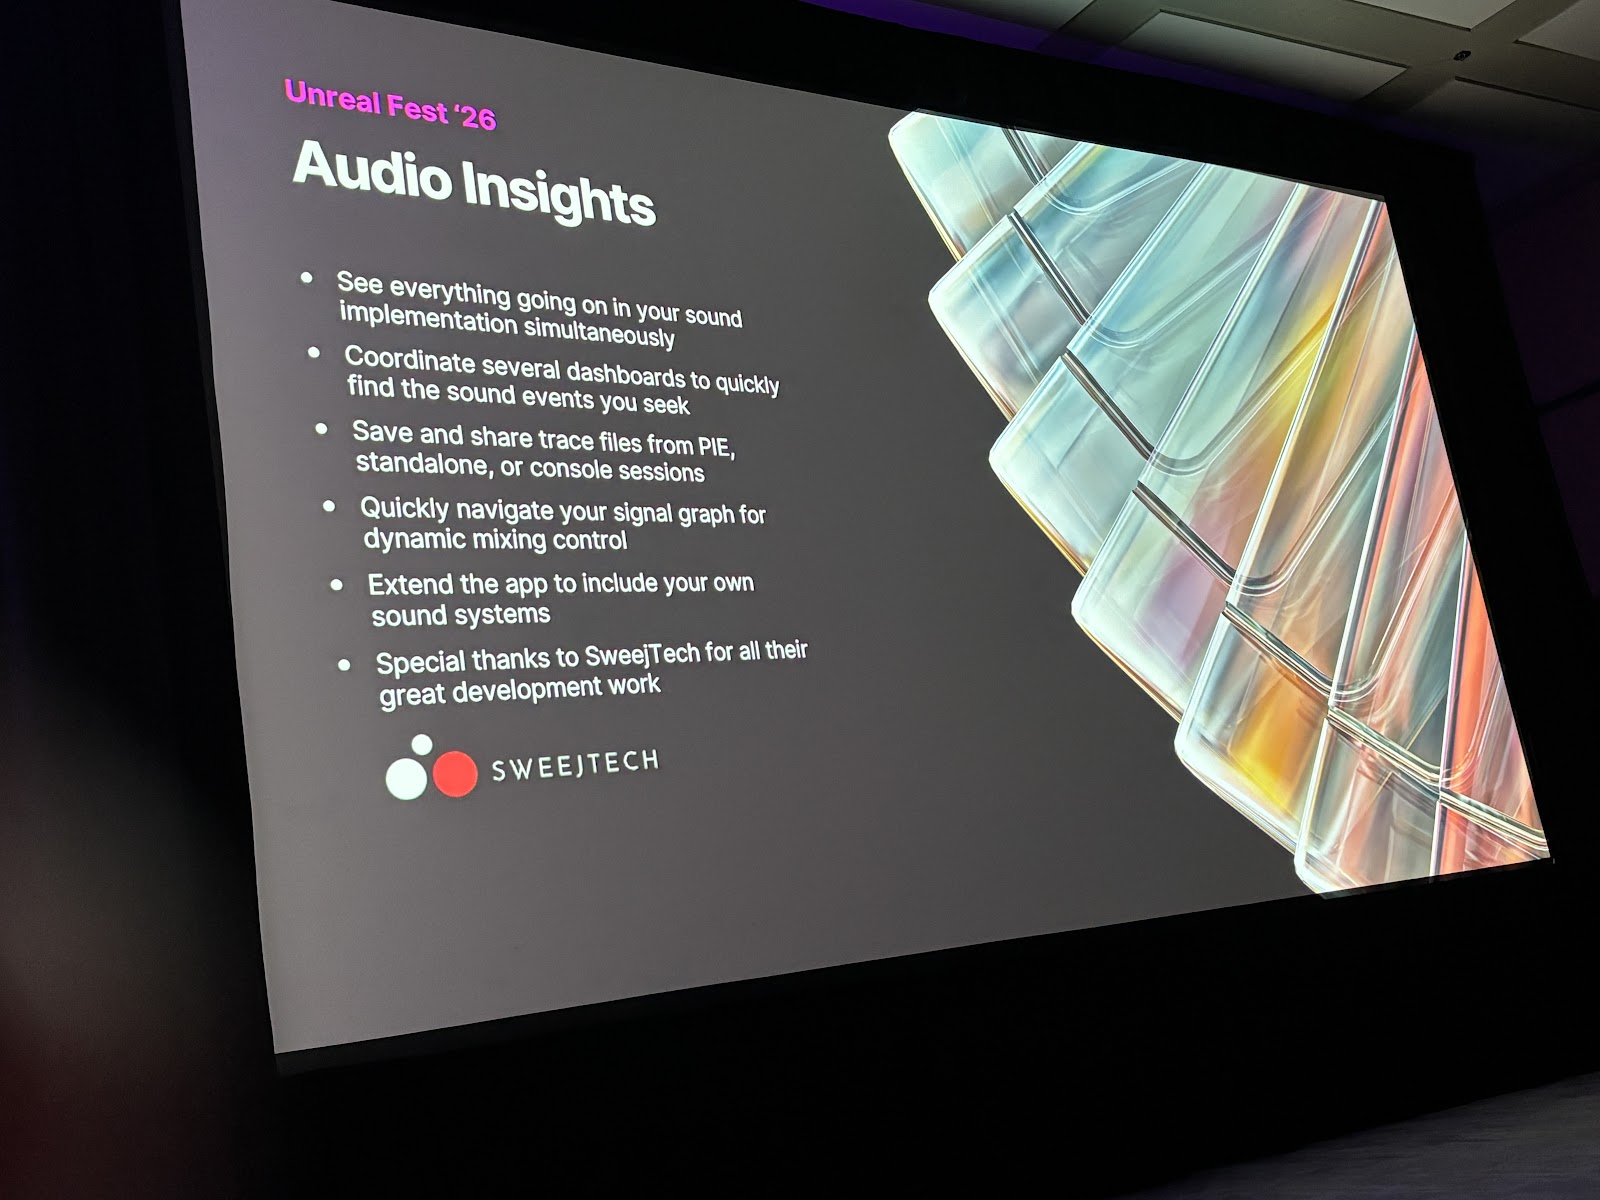 Unreal Fest ‘26
Audio Insights
• See everything going on in your sound
implementation simultaneously
• Coordinate several dashboards to quickly
find the sound events you seek
• Save and share trace files from PIE,
standalone, or console sessions
• Quickly navigate your signal graph for
dynamic mixing control
• Extend the app to include your own
sound systems
• Special thanks to SweejTech for all their
great development work
SWEEJTECH